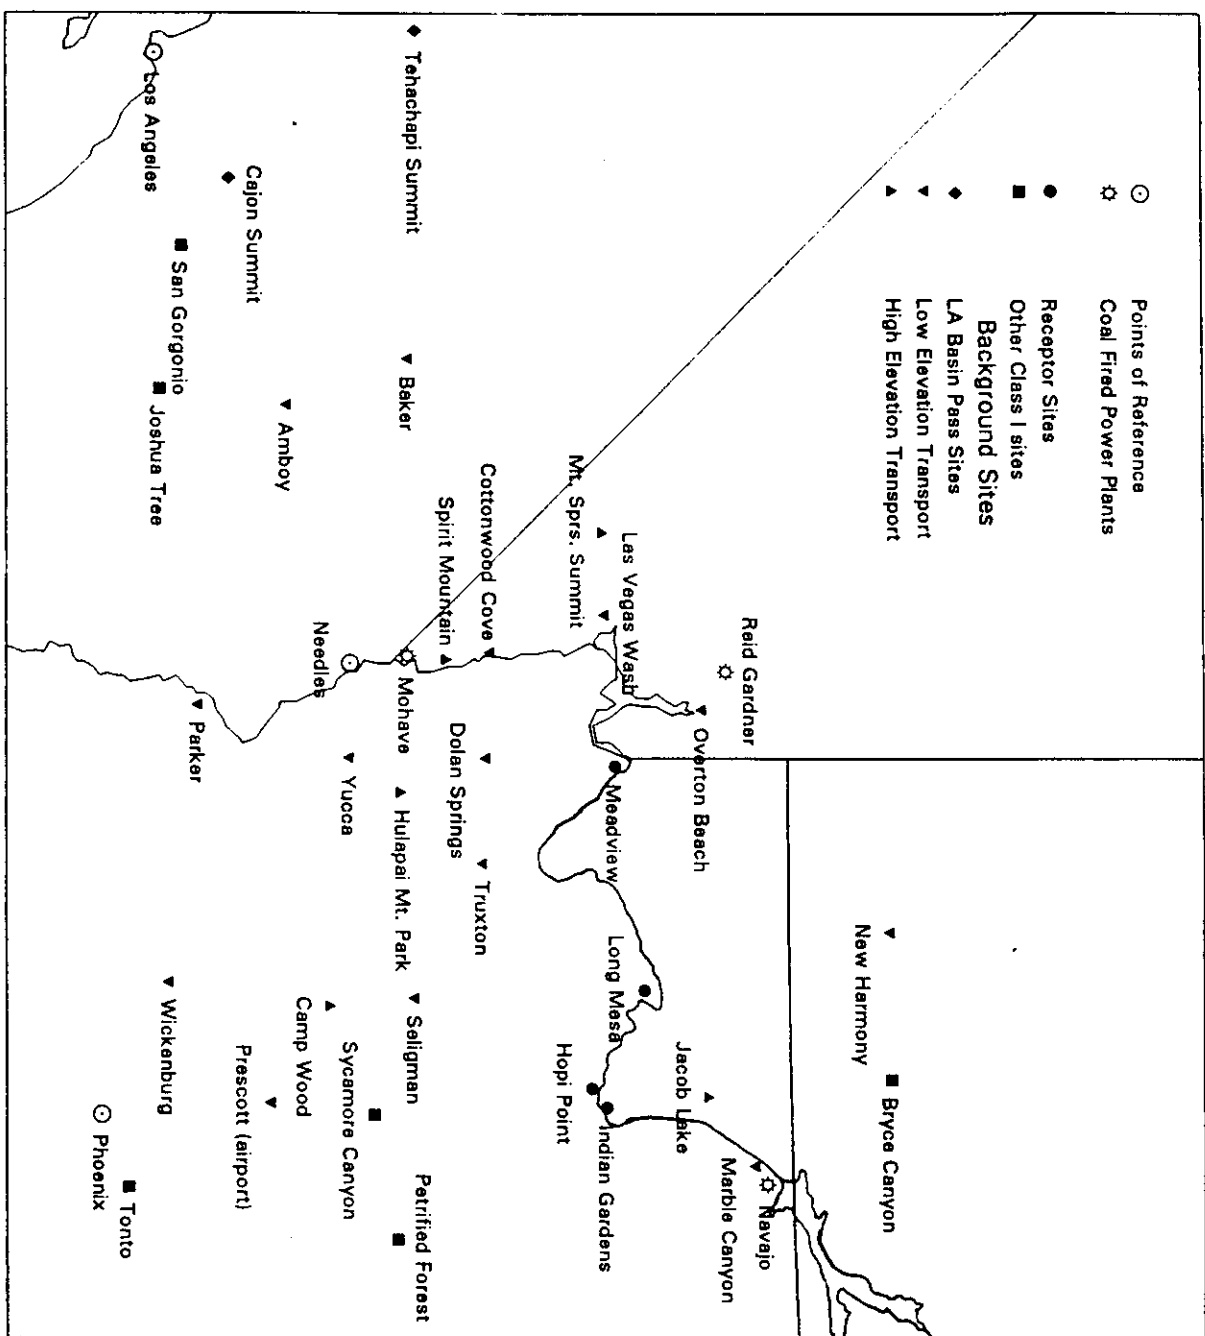 Points of Reference
Coal Fired Power Plants
Receptor Sites
Other Class I sites
Background Sites
LA Basin Pass Sites
Low Elevation Transport
High Elevation Transport
New Harmony
Bryce Canyon
Reid Gardner
Overton Beach
Jacob Lake
Marble Canyon
Navajo
Las Vegas Wash
Mt. Sprs. Summit
Meadview
Long Mesa
Indian Gardens
Hopi Point
Cottonwood Cove
Spirit Mountain
Dolan Springs
Truxton
Tehachapi Summit
Baker
Mohave
Hulapai Mt. Park
Seligman
Petrified Forest
Needles
Yucca
Sycamore Canyon
Camp Wood
Amboy
Cajon Summit
Prescott (airport)
Parker
San Gorgonio
Joshua Tree
Los Angeles
Wickenburg
Tonto
Phoenix